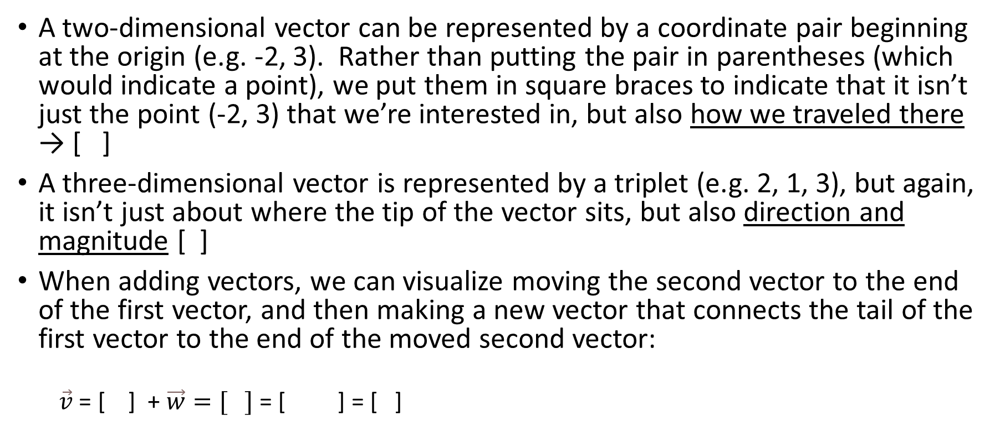 • A two-dimensional vector can be represented by a coordinate pair beginning
at the origin (e.g. -2, 3).  Rather than putting the pair in parentheses (which
would indicate a point), we put them in square braces to indicate that it isn’t
just the point (-2, 3) that we’re interested in, but also how we traveled there
→ [  ]
• A three-dimensional vector is represented by a triplet (e.g. 2, 1, 3), but again,
it isn’t just about where the tip of the vector sits, but also direction and
magnitude [  ]
• When adding vectors, we can visualize moving the second vector to the end
of the first vector, and then making a new vector that connects the tail of the
first vector to the end of the moved second vector:
v⃗ = [  ] + w⃗ = [  ] = [    ] = [  ]